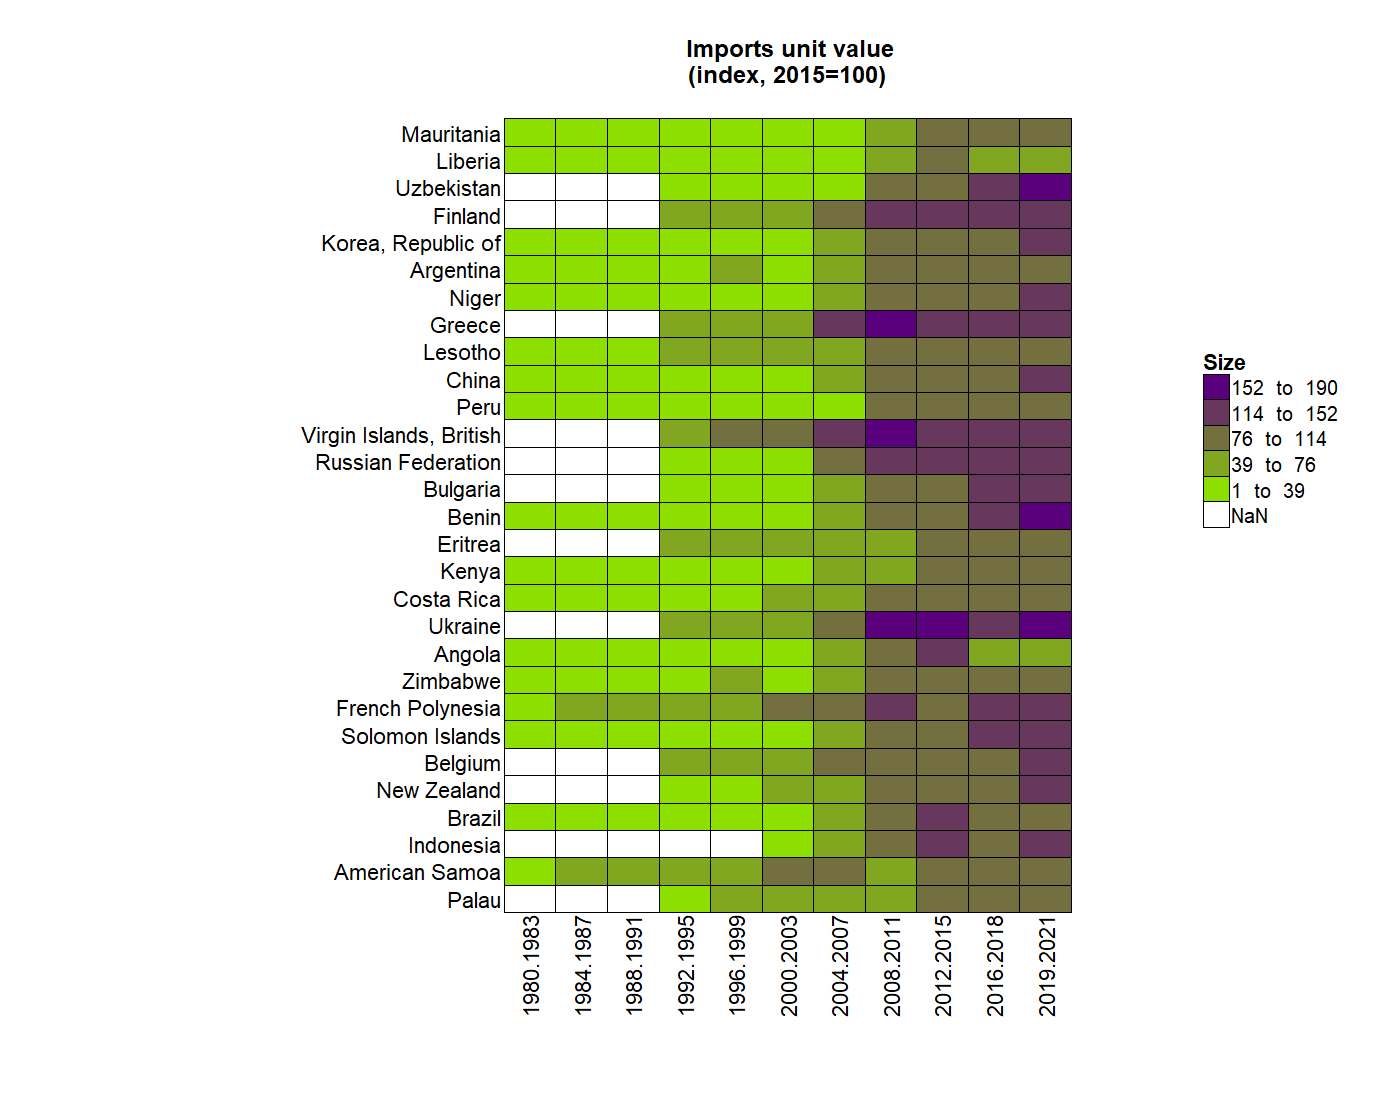 Imports unit value
(index, 2015=100)
Mauritania
Liberia
Uzbekistan
Finland
Korea, Republic of
Argentina
Niger
Greece
Lesotho
China
Peru
Virgin Islands, British
Russian Federation
Bulgaria
Benin
Eritrea
Kenya
Costa Rica
Ukraine
Angola
Zimbabwe
French Polynesia
Solomon Islands
Belgium
New Zealand
Brazil
Indonesia
American Samoa
Palau
1980.1983
1984.1987
1988.1991
1992.1995
1996.1999
2000.2003
2004.2007
2008.2011
2012.2015
2016.2018
2019.2021
Size
152 to 190
114 to 152
76 to 114
39 to 76
1 to 39
NaN